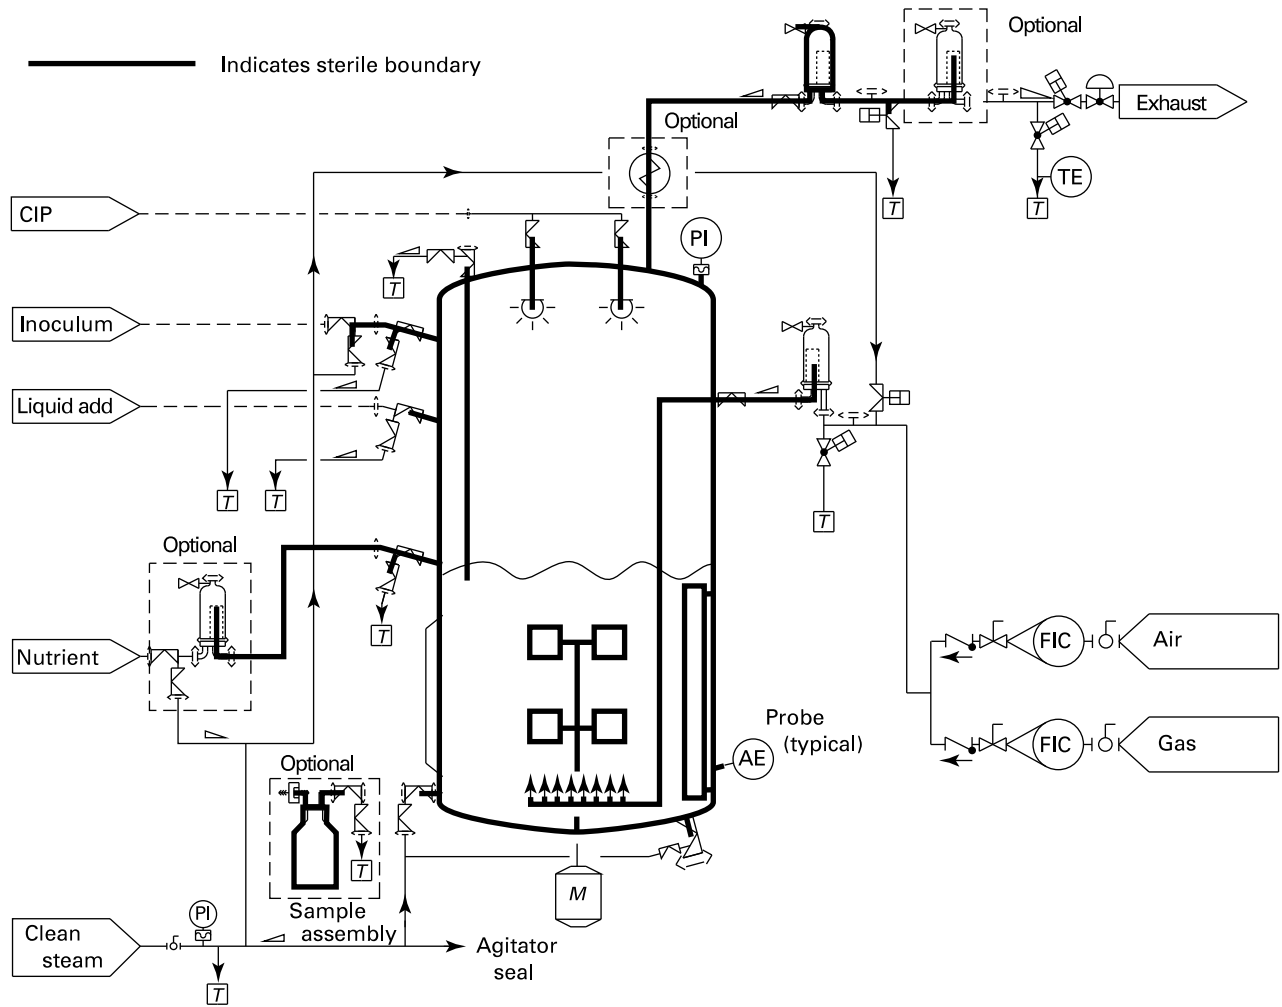 Optional
Indicates sterile boundary
Exhaust
Optional
TE
T
T
CIP
PI
T
Inoculum
Liquid add
T
T
T
Optional
T
Nutrient
FIC
Air
Probe
(typical)
AE
FIC
Gas
Optional
T
M
Sample
assembly
PI
Clean
steam
Agitator
seal
T